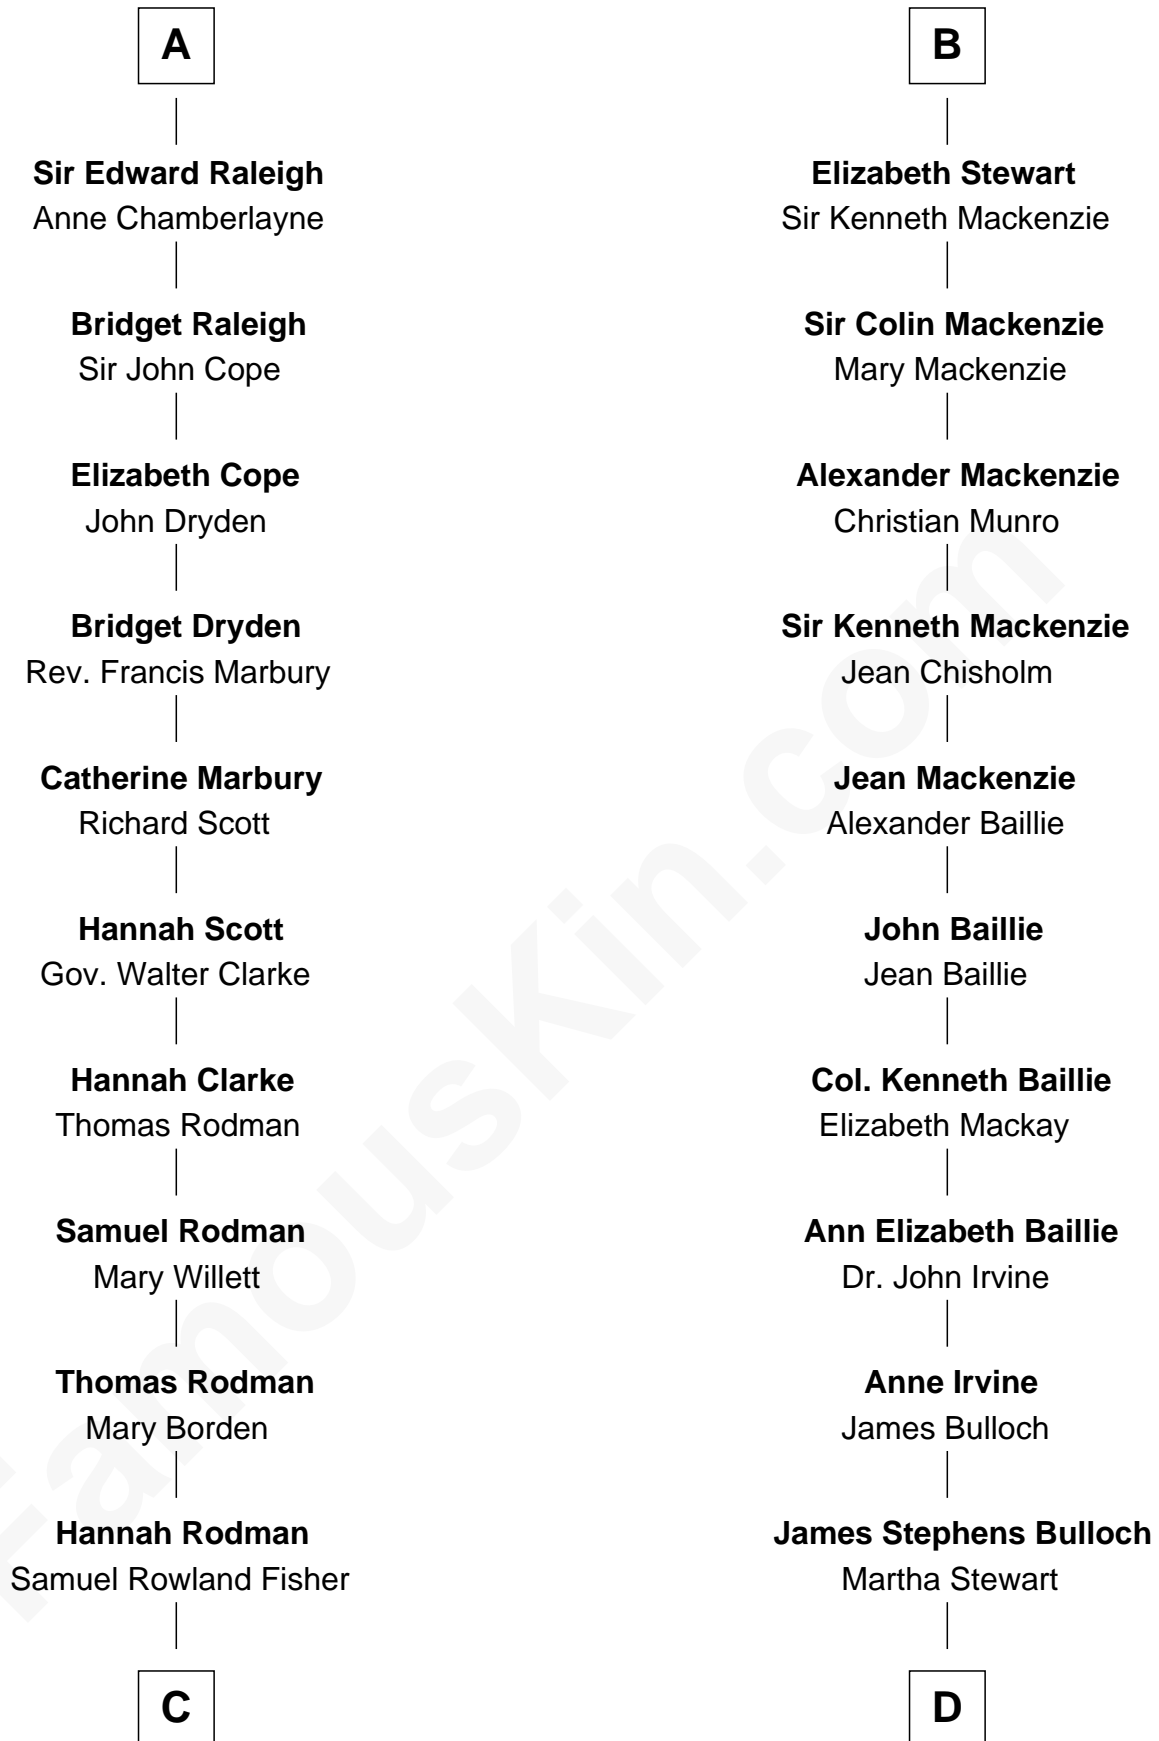 A
Sir Edward Raleigh
Anne Chamberlayne
Bridget Raleigh
Sir John Cope
Elizabeth Cope
John Dryden
Bridget Dryden
Rev. Francis Marbury
Catherine Marbury
Richard Scott
Hannah Scott
Gov. Walter Clarke
Hannah Clarke
Thomas Rodman
Samuel Rodman
Mary Willett
Thomas Rodman
Mary Borden
Hannah Rodman
Samuel Rowland Fisher
C
B
Elizabeth Stewart
Sir Kenneth Mackenzie
Sir Colin Mackenzie
Mary Mackenzie
Alexander Mackenzie
Christian Munro
Sir Kenneth Mackenzie
Jean Chisholm
Jean Mackenzie
Alexander Baillie
John Baillie
Jean Baillie
Col. Kenneth Baillie
Elizabeth Mackay
Ann Elizabeth Baillie
Dr. John Irvine
Anne Irvine
James Bulloch
James Stephens Bulloch
Martha Stewart
D
FamousKin.com